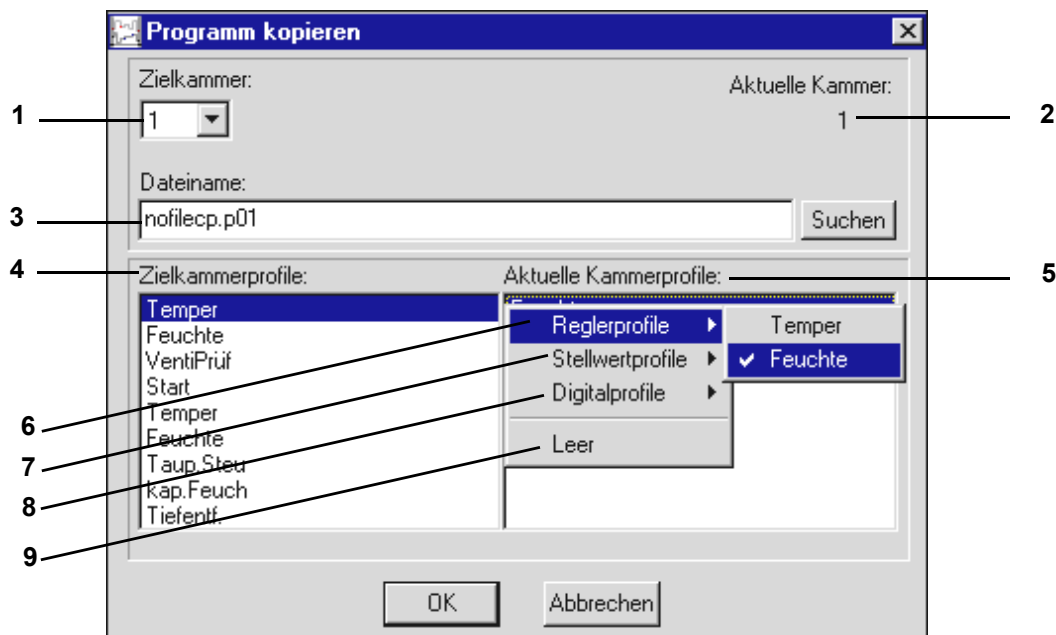 Programm kopieren
Zielkammer:
Aktuelle Kammer:
1
1
1
2
Dateiname:
3
nofilecp.p01
Suchen
4
Zielkammerprofile:
Aktuelle Kammerprofile:
5
Temper
Feuchte
VentiPrüf
Start
Temper
Feuchte
Taup.Steu
kap.Feuch
Tiefentf.
Reglerprofile
Stellwertprofile
Digitalprofile
Leer
Temper
Feuchte
6
7
8
9
OK
Abbrechen